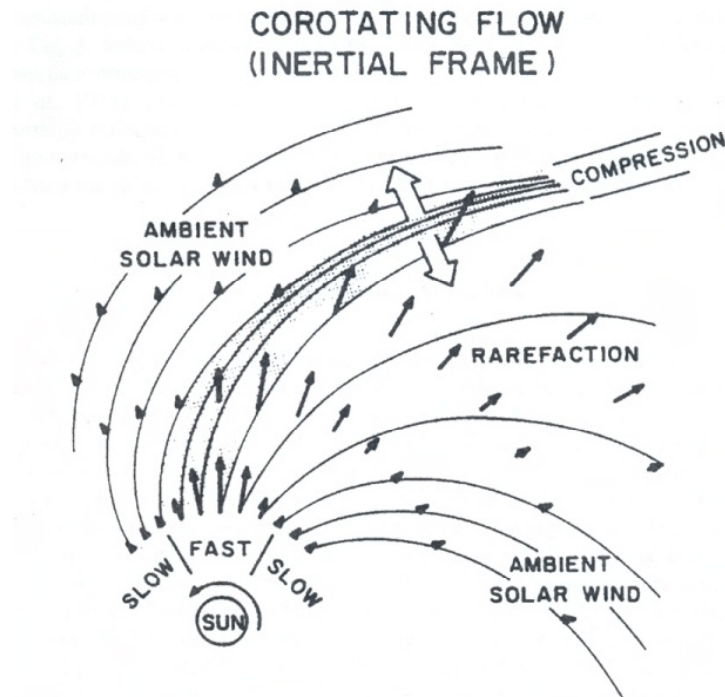 COROTATING FLOW
(INERTIAL FRAME)
COMPRESSION
AMBIENT
SOLAR WIND
RAREFACTION
SLOW
FAST
SLOW
SUN
AMBIENT
SOLAR WIND